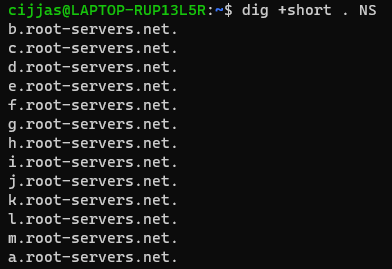 cijjas@LAPTOP-RUP13L5R:~$ dig +short . NS
b.root-servers.net.
c.root-servers.net.
d.root-servers.net.
e.root-servers.net.
f.root-servers.net.
g.root-servers.net.
h.root-servers.net.
i.root-servers.net.
j.root-servers.net.
k.root-servers.net.
l.root-servers.net.
m.root-servers.net.
a.root-servers.net.